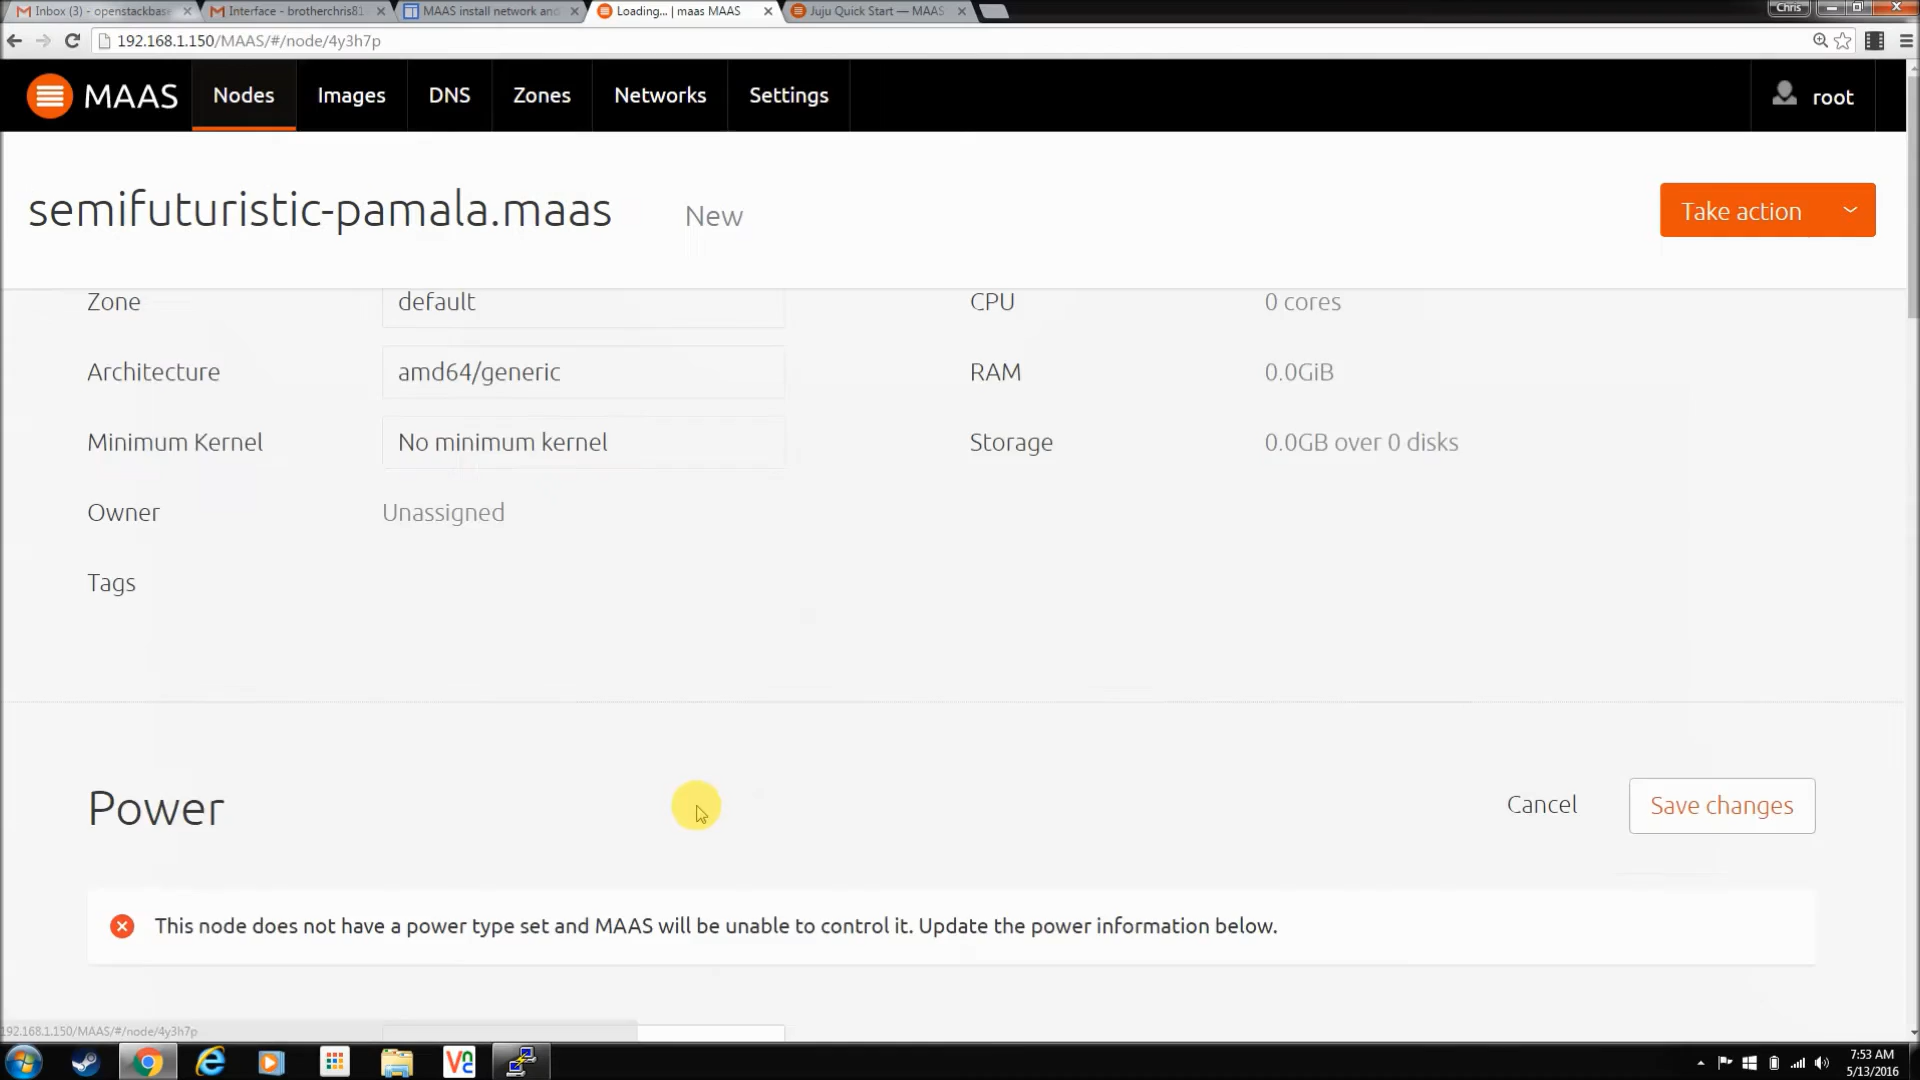 Inbox (3) - openstackbase
Interface - brotherchris81
MAAS install network and
Loading... | maas MAAS
Juju Quick Start — MAAS
Chris
192.168.1.150/MAAS/#/node/4y3h7p
MAAS
Nodes
Images
DNS
Zones
Networks
Settings
root
semifuturistic-pamala.maas
New
Take action
Zone
default
CPU
0 cores
Architecture
amd64/generic
RAM
0.0GiB
Minimum Kernel
No minimum kernel
Storage
0.0GB over 0 disks
Owner
Unassigned
Tags
Power
Cancel
Save changes
This node does not have a power type set and MAAS will be unable to control it. Update the power information below.
192.168.1.150/MAAS/#/node/4y3h7p
7:53 AM
5/13/2016